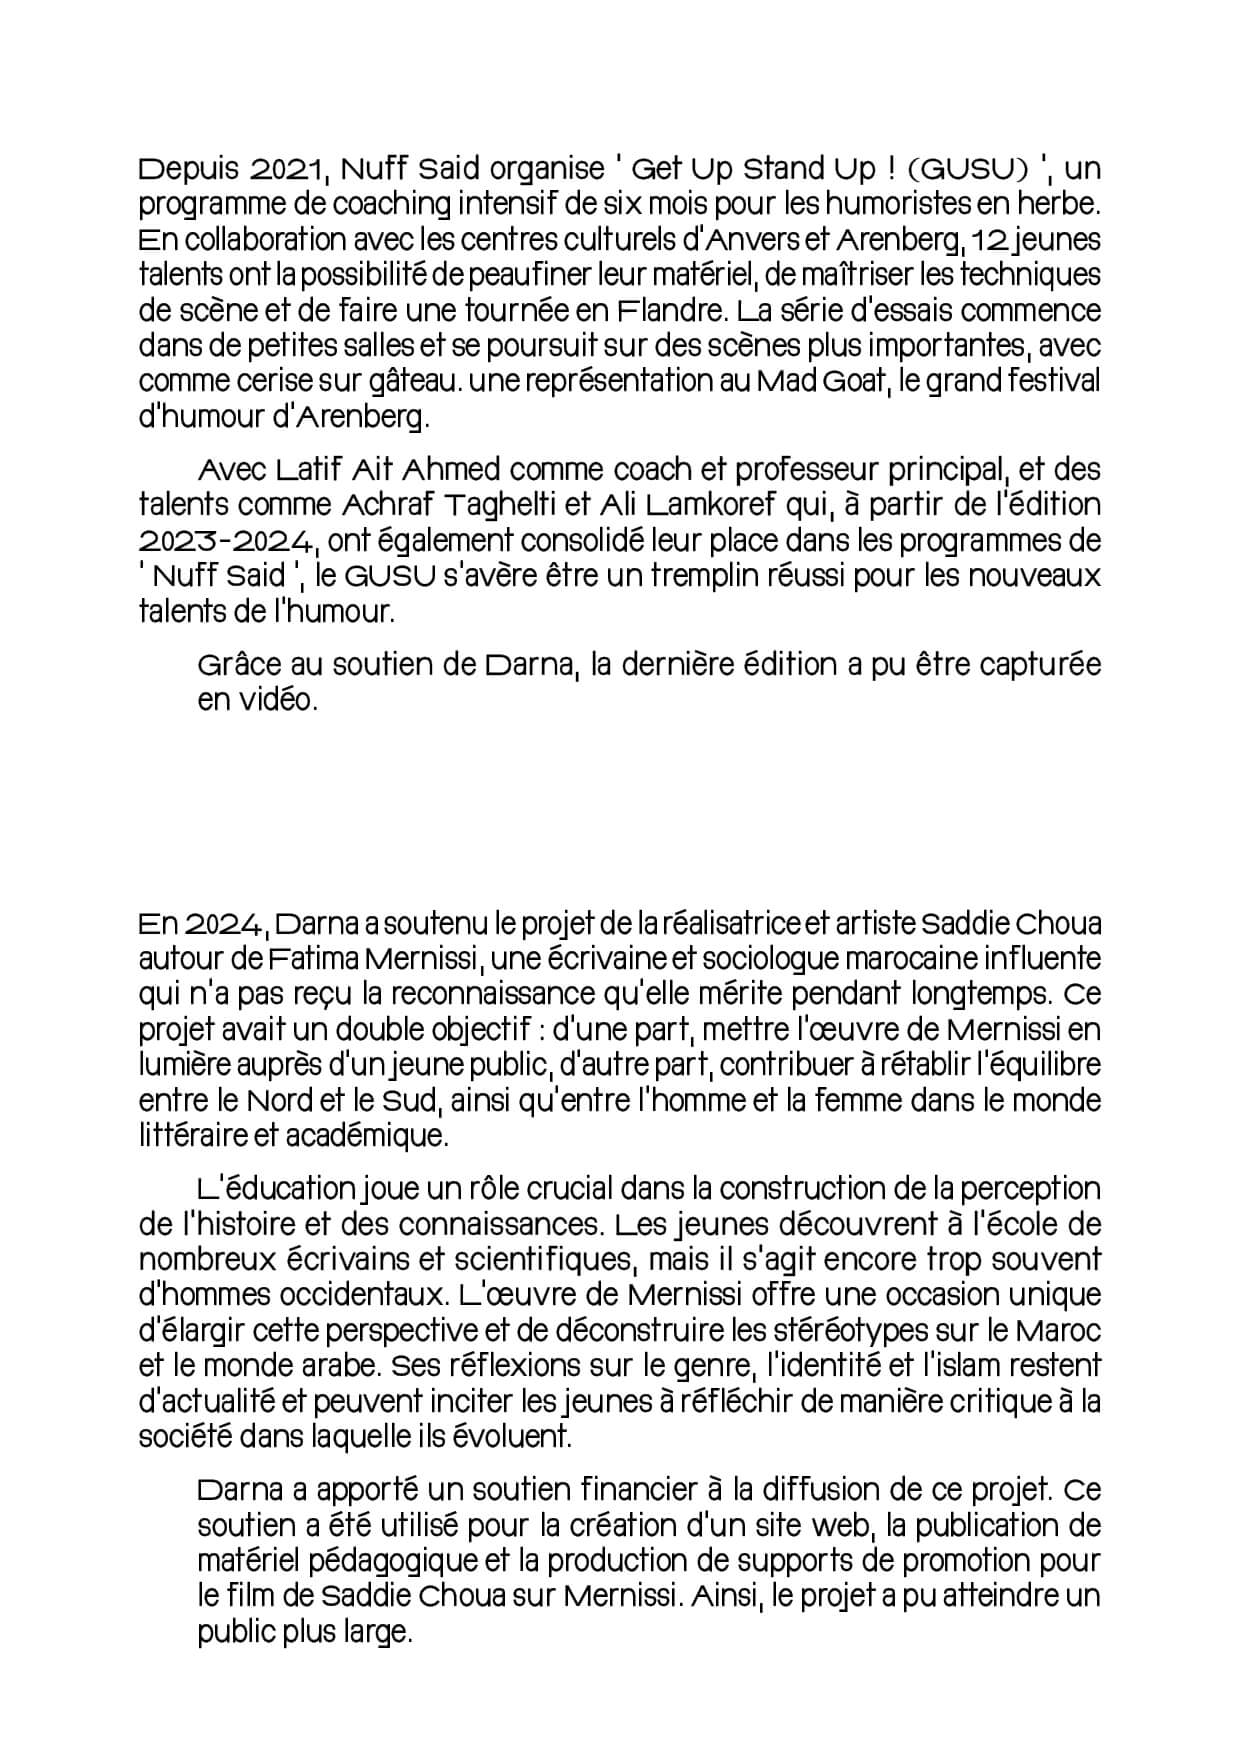 Depuis 2021, Nuff Said organise ' Get Up Stand Up ! (GUSU) ', un
programme de coaching intensif de six mois pour les humoristes en herbe.
En collaboration avec les centres culturels d'Anvers et Arenberg, 12 jeunes
talents ont la possibilité de peaufiner leur matériel, de maîtriser les techniques
de scène et de faire une tournée en Flandre. La série d'essais commence
dans de petites salles et se poursuit sur des scènes plus importantes, avec
comme cerise sur gâteau. une représentation au Mad Goat, le grand festival
d'humour d'Arenberg.
Avec Latif Ait Ahmed comme coach et professeur principal, et des
talents comme Achraf Taghelti et Ali Lamkoref qui, à partir de l'édition
2023-2024, ont également consolidé leur place dans les programmes de
' Nuff Said ', le GUSU s'avère être un tremplin réussi pour les nouveaux
talents de l'humour.
Grâce au soutien de Darna, la dernière édition a pu être capturée
en vidéo.
En 2024, Darna a soutenu le projet de la réalisatrice et artiste Saddie Choua
autour de Fatima Mernissi, une écrivaine et sociologue marocaine influente
qui n'a pas reçu la reconnaissance qu'elle mérite pendant longtemps. Ce
projet avait un double objectif : d'une part, mettre l'œuvre de Mernissi en
lumière auprès d'un jeune public, d'autre part, contribuer à rétablir l'équilibre
entre le Nord et le Sud, ainsi qu'entre l'homme et la femme dans le monde
littéraire et académique.
L'éducation joue un rôle crucial dans la construction de la perception
de l'histoire et des connaissances. Les jeunes découvrent à l'école de
nombreux écrivains et scientifiques, mais il s'agit encore trop souvent
d'hommes occidentaux. L'œuvre de Mernissi offre une occasion unique
d'élargir cette perspective et de déconstruire les stéréotypes sur le Maroc
et le monde arabe. Ses réflexions sur le genre, l'identité et l'islam restent
d'actualité et peuvent inciter les jeunes à réfléchir de manière critique à la
société dans laquelle ils évoluent.
Darna a apporté un soutien financier à la diffusion de ce projet. Ce
soutien a été utilisé pour la création d'un site web, la publication de
matériel pédagogique et la production de supports de promotion pour
le film de Saddie Choua sur Mernissi. Ainsi, le projet a pu atteindre un
public plus large.